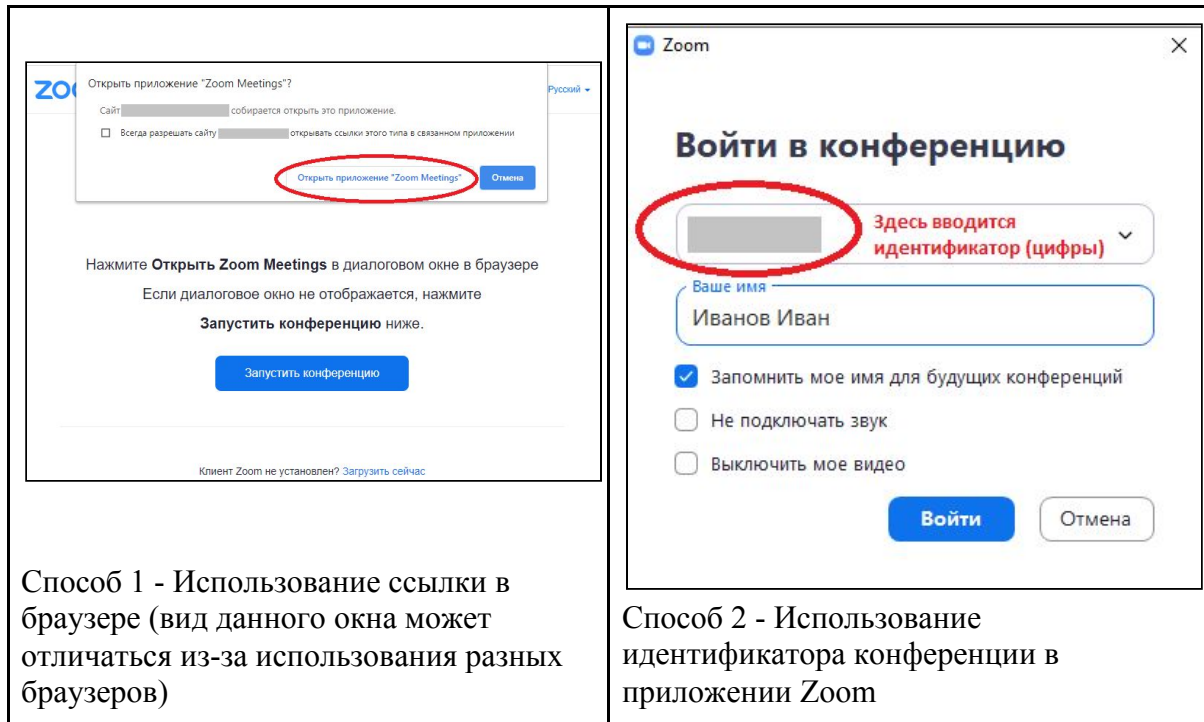 ZOO
Открыть приложение "Zoom Meetings"?
Русский
Сайт собирается открыть это приложение.
Всегда разрешать сайту открывать ссылки этого типа в связанном приложении
Открыть приложение "Zoom Meetings"
Отмена
Нажмите Открыть Zoom Meetings в диалоговом окне в браузере
Если диалоговое окно не отображается, нажмите
Запустить конференцию ниже.
Запустить конференцию
Клиент Zoom не установлен? Загрузить сейчас
Способ 1 - Использование ссылки в
браузере (вид данного окна может
отличаться из-за использования разных
браузеров)
Zoom
Войти в конференцию
Здесь вводится
идентификатор (цифры)
Ваше имя
Иванов Иван
Запомнить мое имя для будущих конференций
Не подключать звук
Выключить мое видео
Войти
Отмена
Способ 2 - Использование
идентификатора конференции в
приложении Zoom